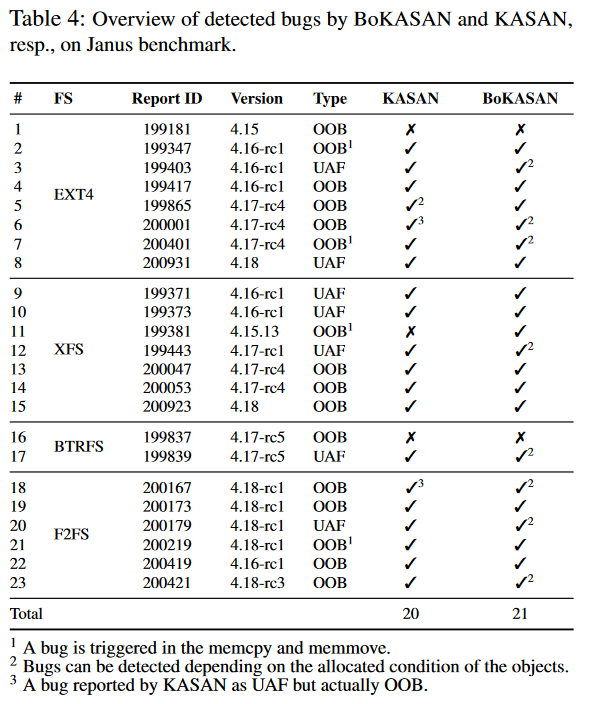 Table 4: Overview of detected bugs by BoKASAN and KASAN,
resp., on Janus benchmark.
# FS Report ID Version Type KASAN BoKASAN
1 199181 4.15 OOB ✗ ✗
2 199347 4.16-rc1 OOB¹ ✓ ✓
3 199403 4.16-rc1 UAF ✓ ✓²
EXT4
4 199417 4.16-rc1 OOB ✓ ✓
5 199865 4.17-rc4 OOB ✓² ✓
6 200001 4.17-rc4 OOB ✓³ ✓²
7 200401 4.17-rc4 OOB¹ ✓ ✓²
8 200931 4.18 UAF ✓ ✓
9 199371 4.16-rc1 UAF ✓ ✓
10 199373 4.16-rc1 UAF ✓ ✓
11 199381 4.15.13 OOB¹ ✗ ✓
12 XFS 199443 4.17-rc1 UAF ✓ ✓²
13 200047 4.17-rc4 OOB ✓ ✓
14 200053 4.17-rc4 OOB ✓ ✓
15 200923 4.18 OOB ✓ ✓
16 199837 4.17-rc5 OOB ✗ ✗
BTRFS
17 199839 4.17-rc5 UAF ✓ ✓²
18 200167 4.18-rc1 OOB ✓³ ✓²
19 200173 4.18-rc1 OOB ✓ ✓
20 200179 4.18-rc1 UAF ✓ ✓²
F2FS
21 200219 4.18-rc1 OOB¹ ✓ ✓
22 200419 4.16-rc1 OOB ✓ ✓
23 200421 4.18-rc3 OOB ✓ ✓²
Total 20 21
¹ A bug is triggered in the memcpy and memmove.
² Bugs can be detected depending on the allocated condition of the objects.
³ A bug reported by KASAN as UAF but actually OOB.